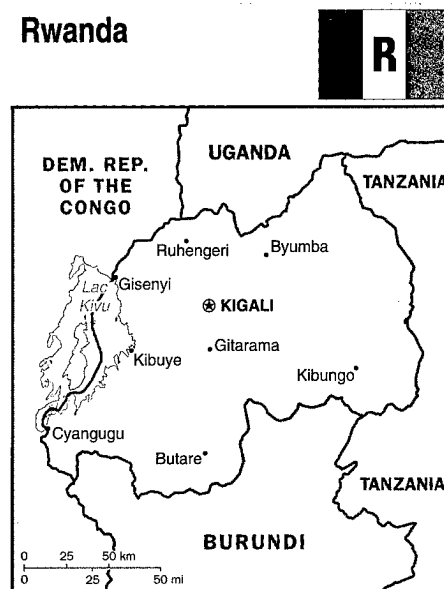 Rwanda
R
UGANDA
DEM. REP.
OF THE
CONGO
TANZANIA
Ruhengeri
Byumba
Gisenyi
Lac
Kivu
KIGALI
Gitarama
Kibuye
Kibungo
Cyangugu
Butare
TANZANIA
BURUNDI
0 25 50 km
0 25 50 mi